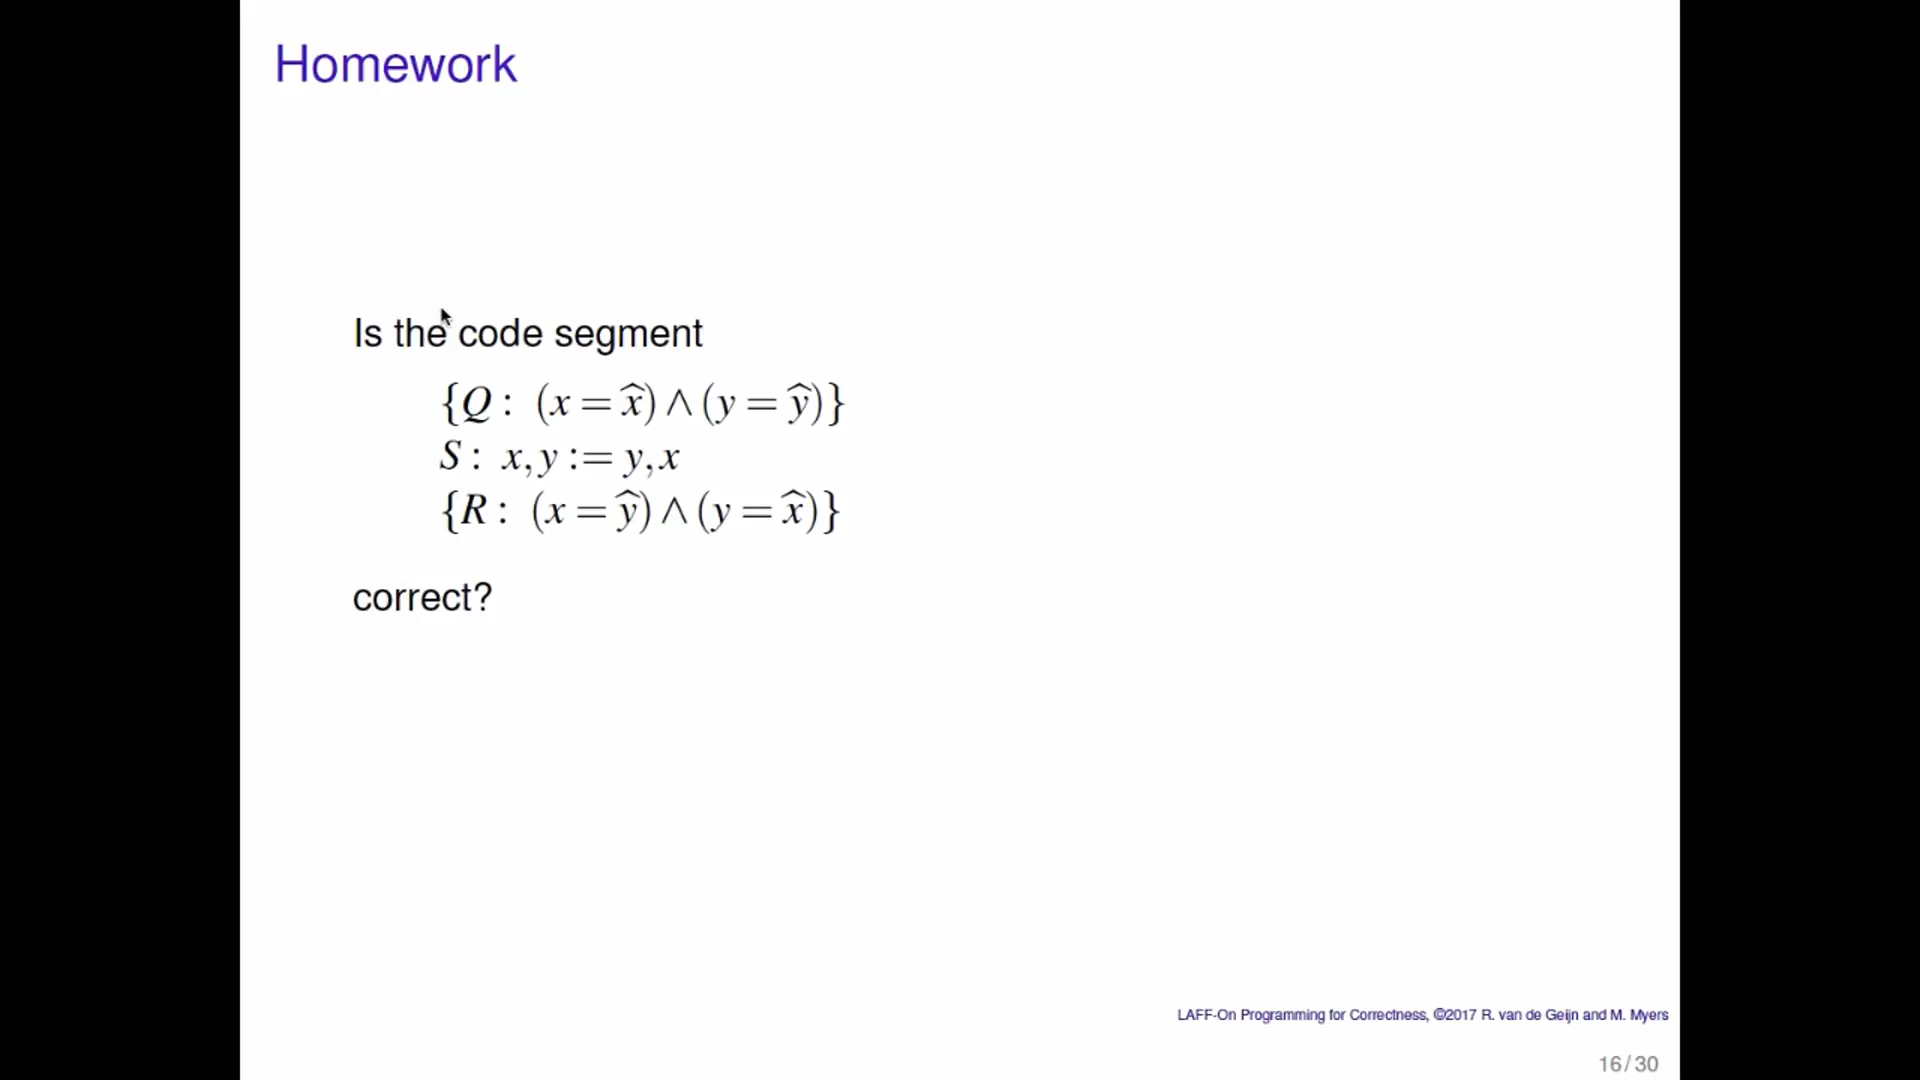 Homework
Is the code segment
{Q : (x = x̂) ∧ (y = ŷ)}
S : x, y := y, x
{R : (x = ŷ) ∧ (y = x̂)}
correct?
LAFF-On Programming for Correctness, ©2017 R. van de Geijn and M. Myers
16 / 30